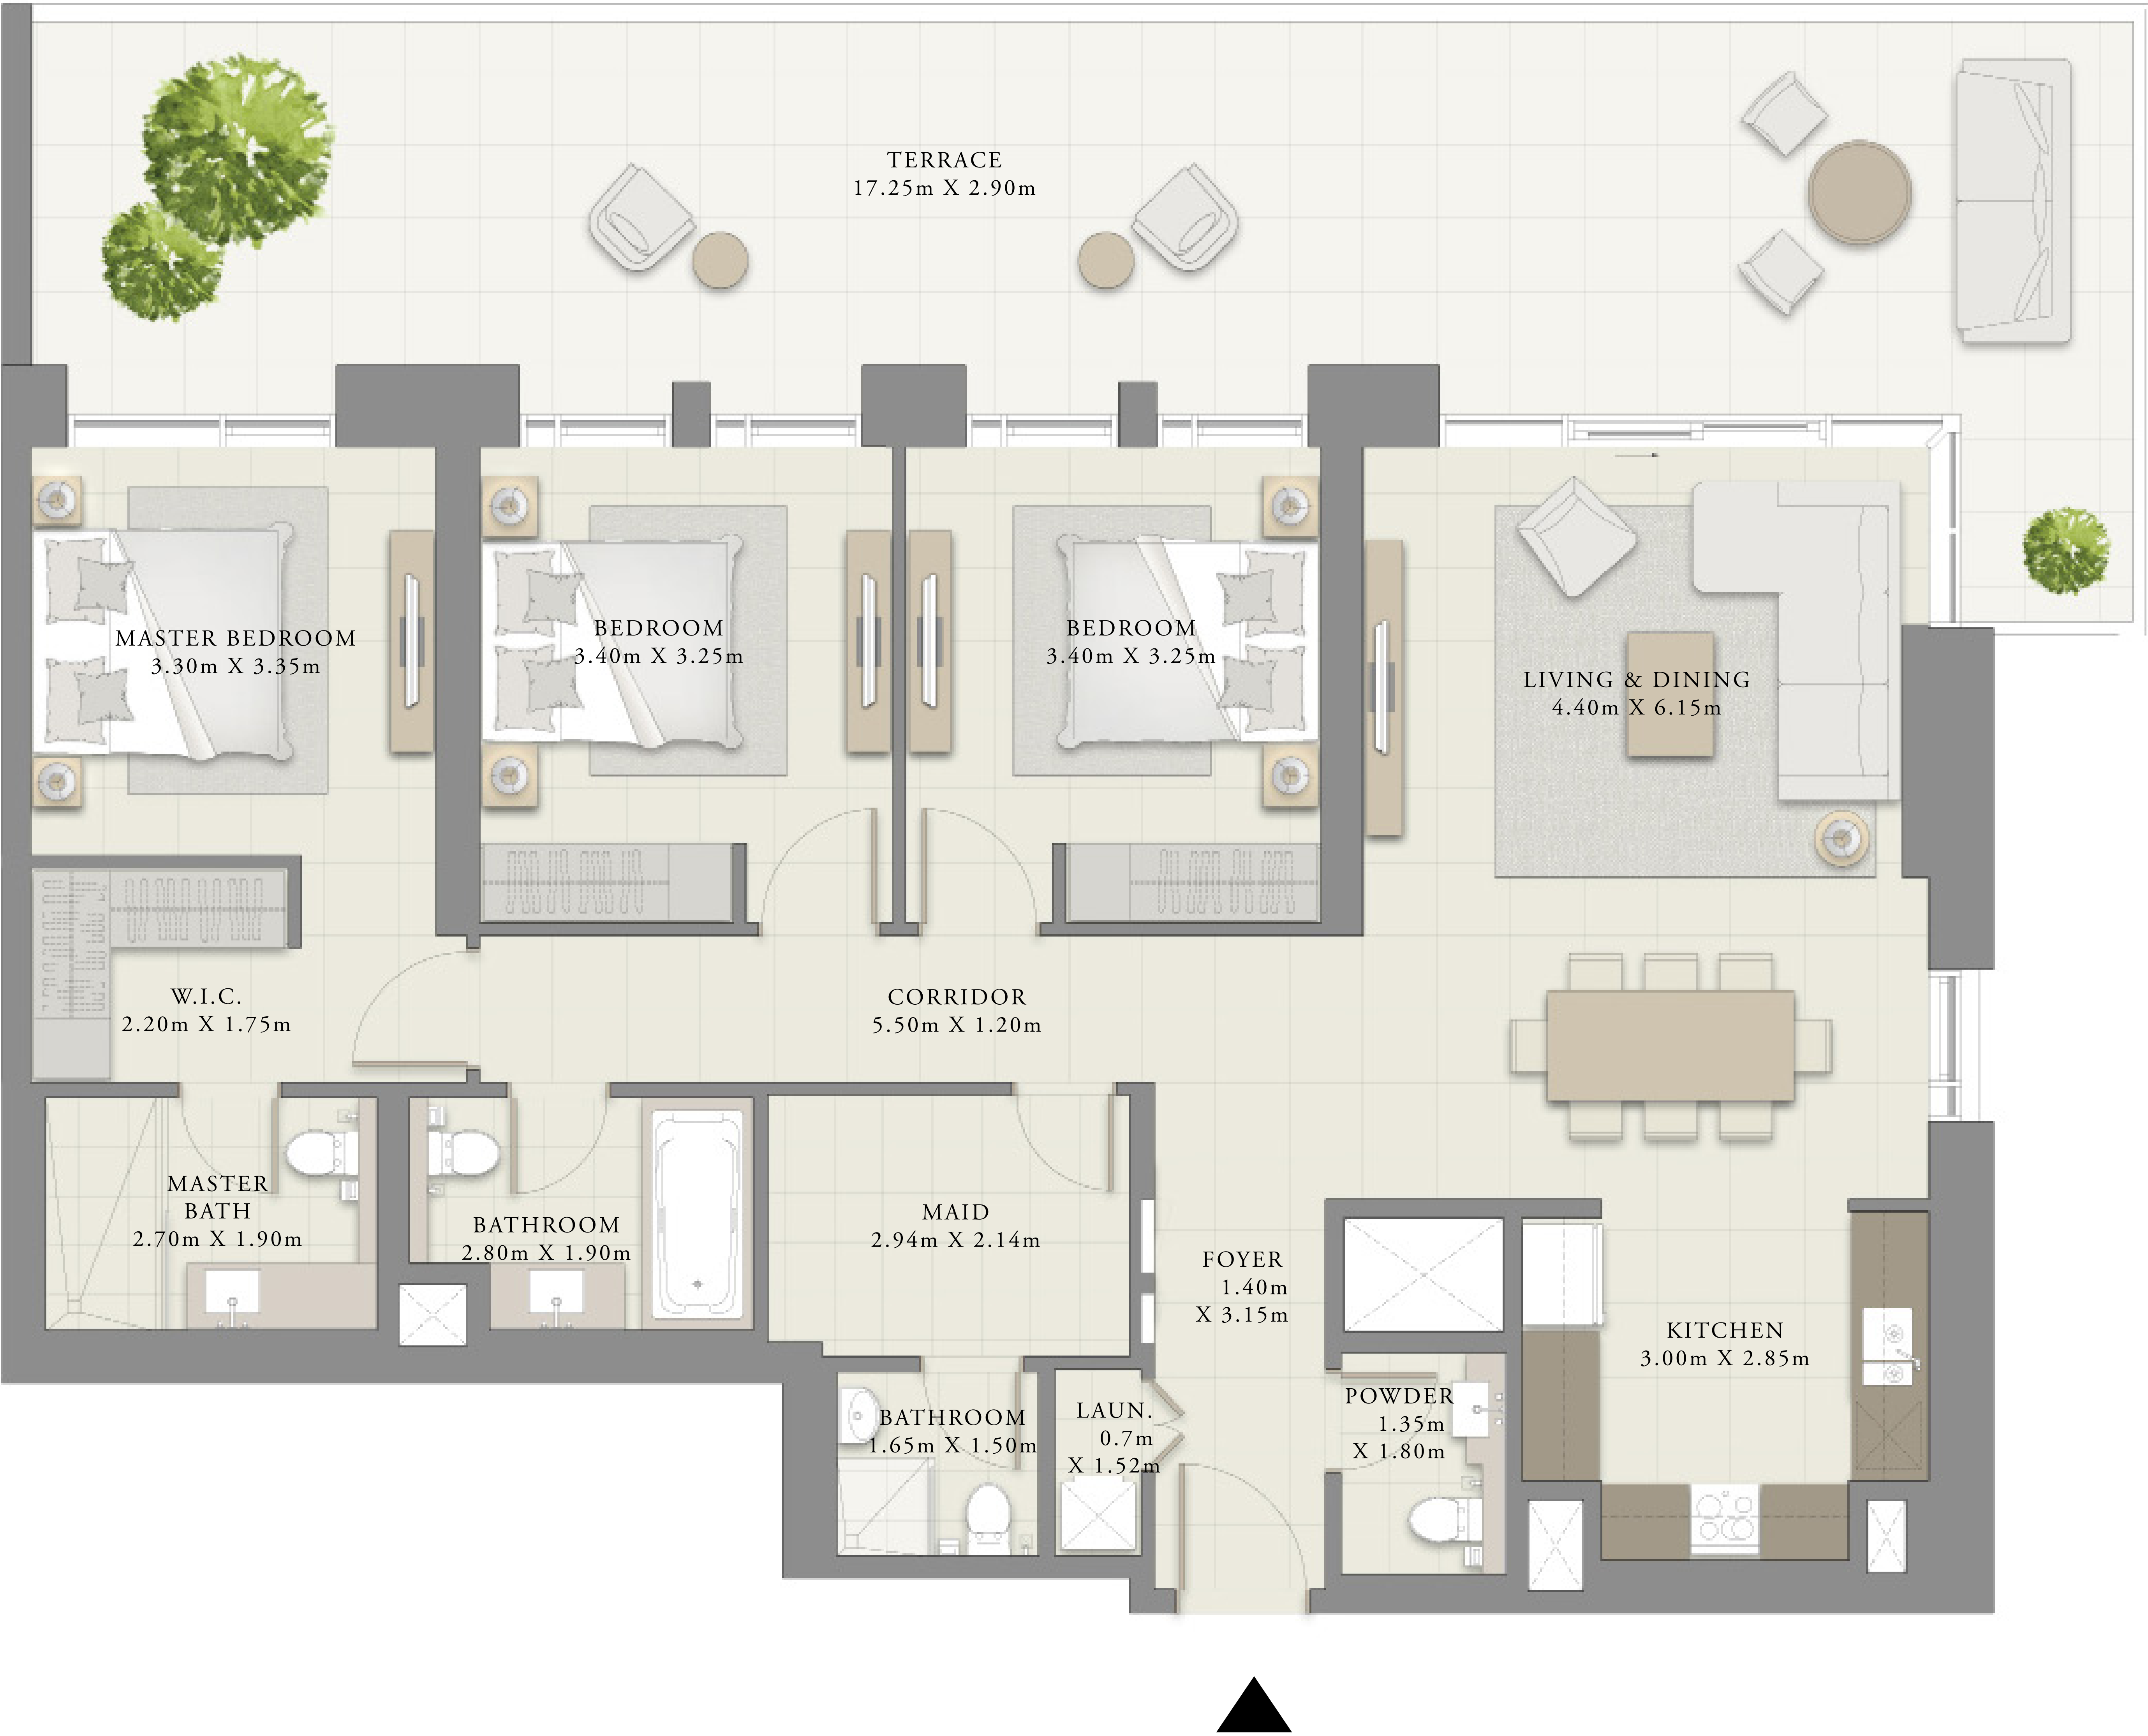 TERRACE
17.25m X 2.90m
MASTER BEDROOM
3.30m X 3.35m
BEDROOM
3.40m X 3.25m
BEDROOM
3.40m X 3.25m
LIVING & DINING
4.40m X 6.15m
W.I.C.
2.20m X 1.75m
CORRIDOR
5.50m X 1.20m
MASTER
BATH
2.70m X 1.90m
BATHROOM
2.80m X 1.90m
MAID
2.94m X 2.14m
FOYER
1.40m
X 3.15m
KITCHEN
3.00m X 2.85m
BATHROOM
1.65m X 1.50m
LAUN.
0.7m
X 1.52m
POWDER
1.35m
X 1.80m